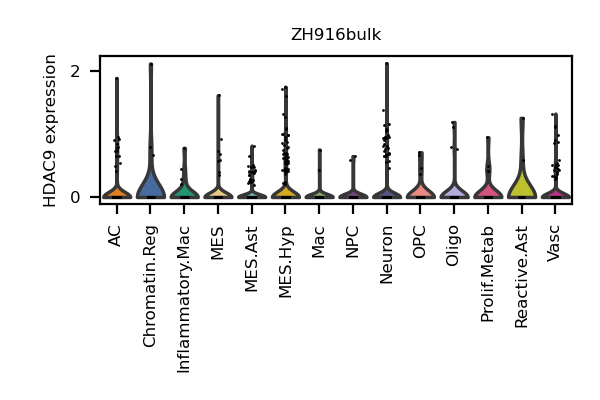 ZH916bulk
HDAC9 expression
2
0
AC
Chromatin.Reg
Inflammatory.Mac
MES
MES.Ast
MES.Hyp
Mac
NPC
Neuron
OPC
Oligo
Prolif.Metab
Reactive.Ast
Vasc